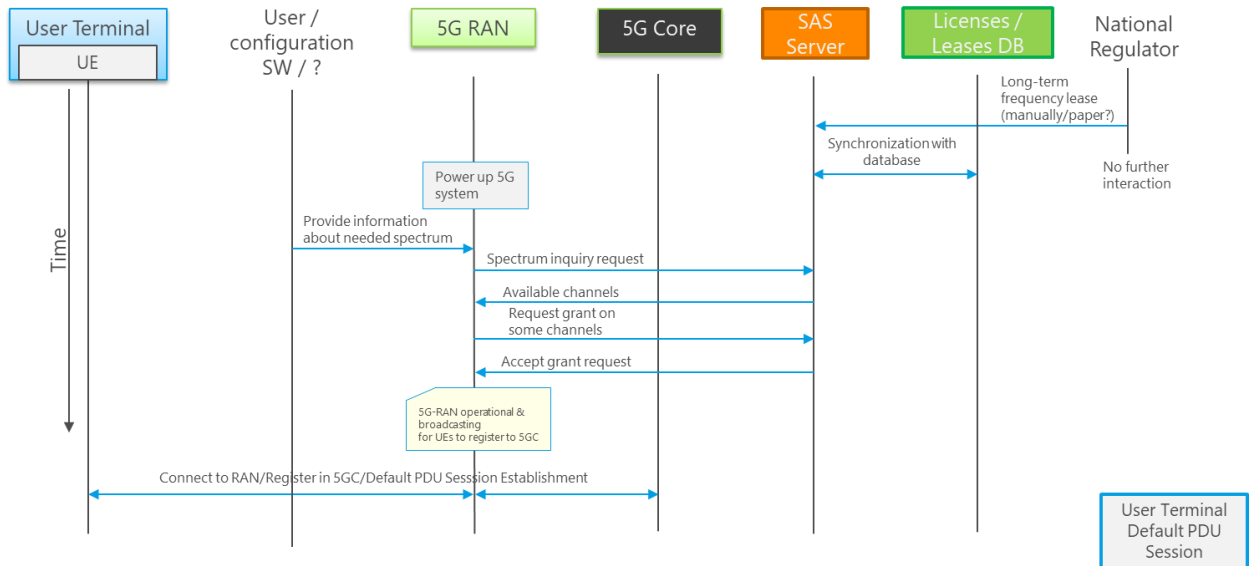 User Terminal
UE
User /
configuration
SW / ?
5G RAN
5G Core
SAS
Server
Licenses /
Leases DB
National
Regulator
Long-term
frequency lease
(manually/paper?)
Synchronization with
database
No further
interaction
Power up 5G
system
Time
Provide information
about needed spectrum
Spectrum inquiry request
Available channels
Request grant on
some channels
Accept grant request
5G-RAN operational &
broadcasting
for UEs to register to 5GC
Connect to RAN/Register in 5GC/Default PDU Sesssion Establishment
User Terminal
Default PDU
Session